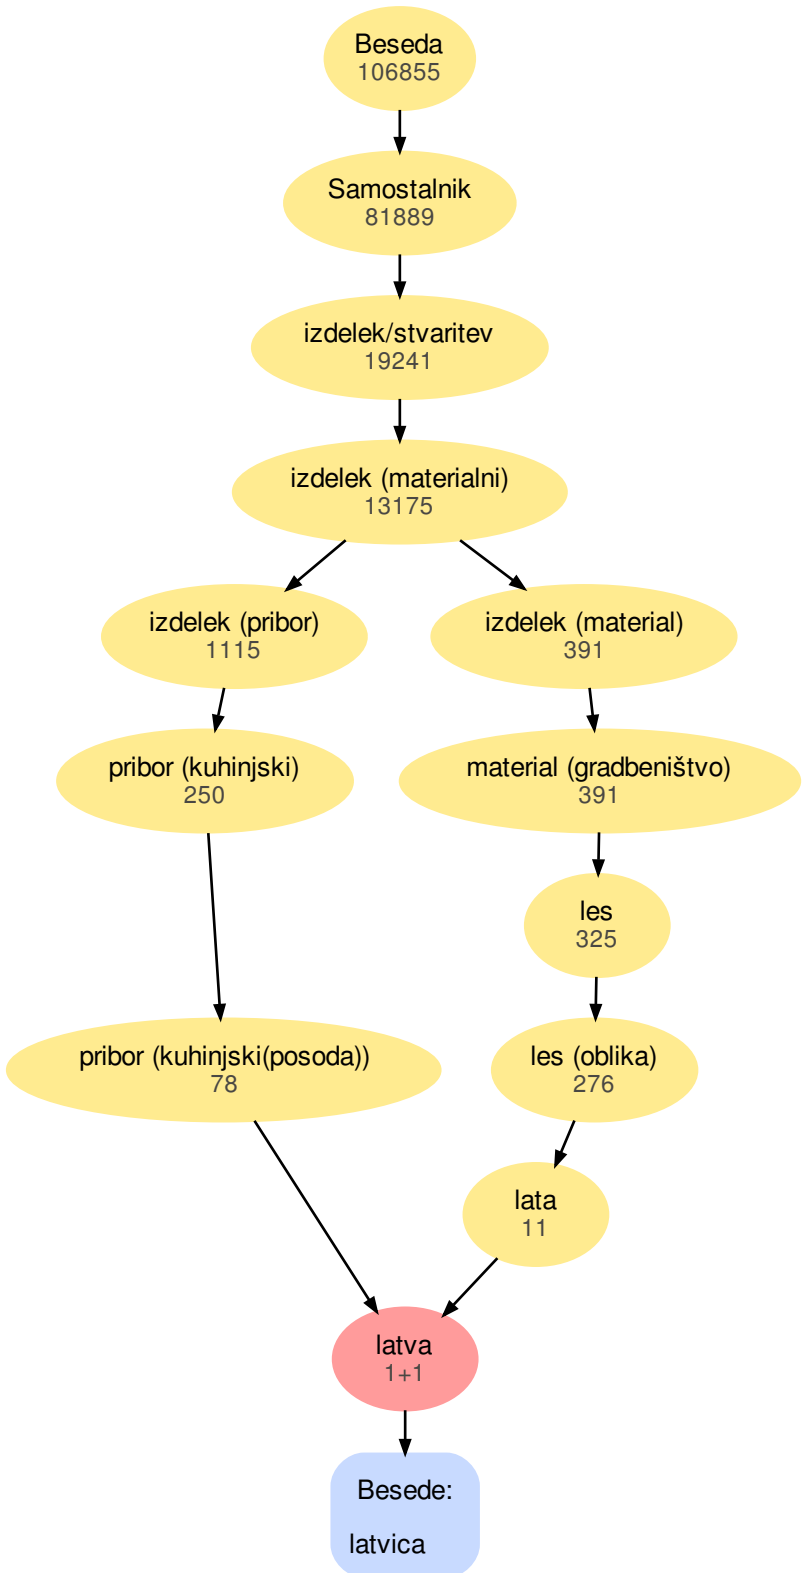 Beseda
106855
Samostalnik
81889
izdelek/stvaritev
19241
izdelek (materialni)
13175
izdelek (pribor)
1115
izdelek (material)
391
pribor (kuhinjski)
250
material (gradbeništvo)
391
les
325
pribor (kuhinjski(posoda))
78
les (oblika)
276
lata
11
latva
1+1
Besede:
latvica